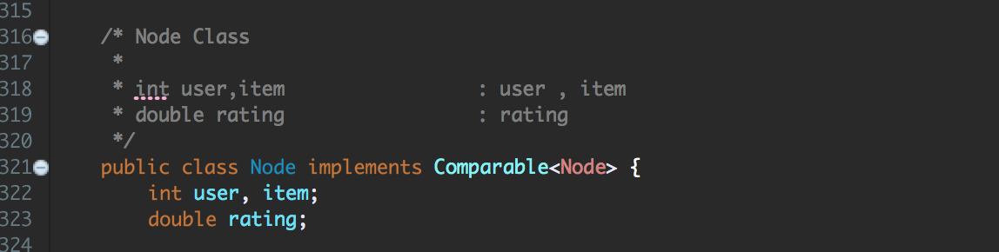 315
316 /* Node Class
317 *
318 * int user,item : user , item
319 * double rating : rating
320 */
321 public class Node implements Comparable<Node> {
322 int user, item;
323 double rating;
324